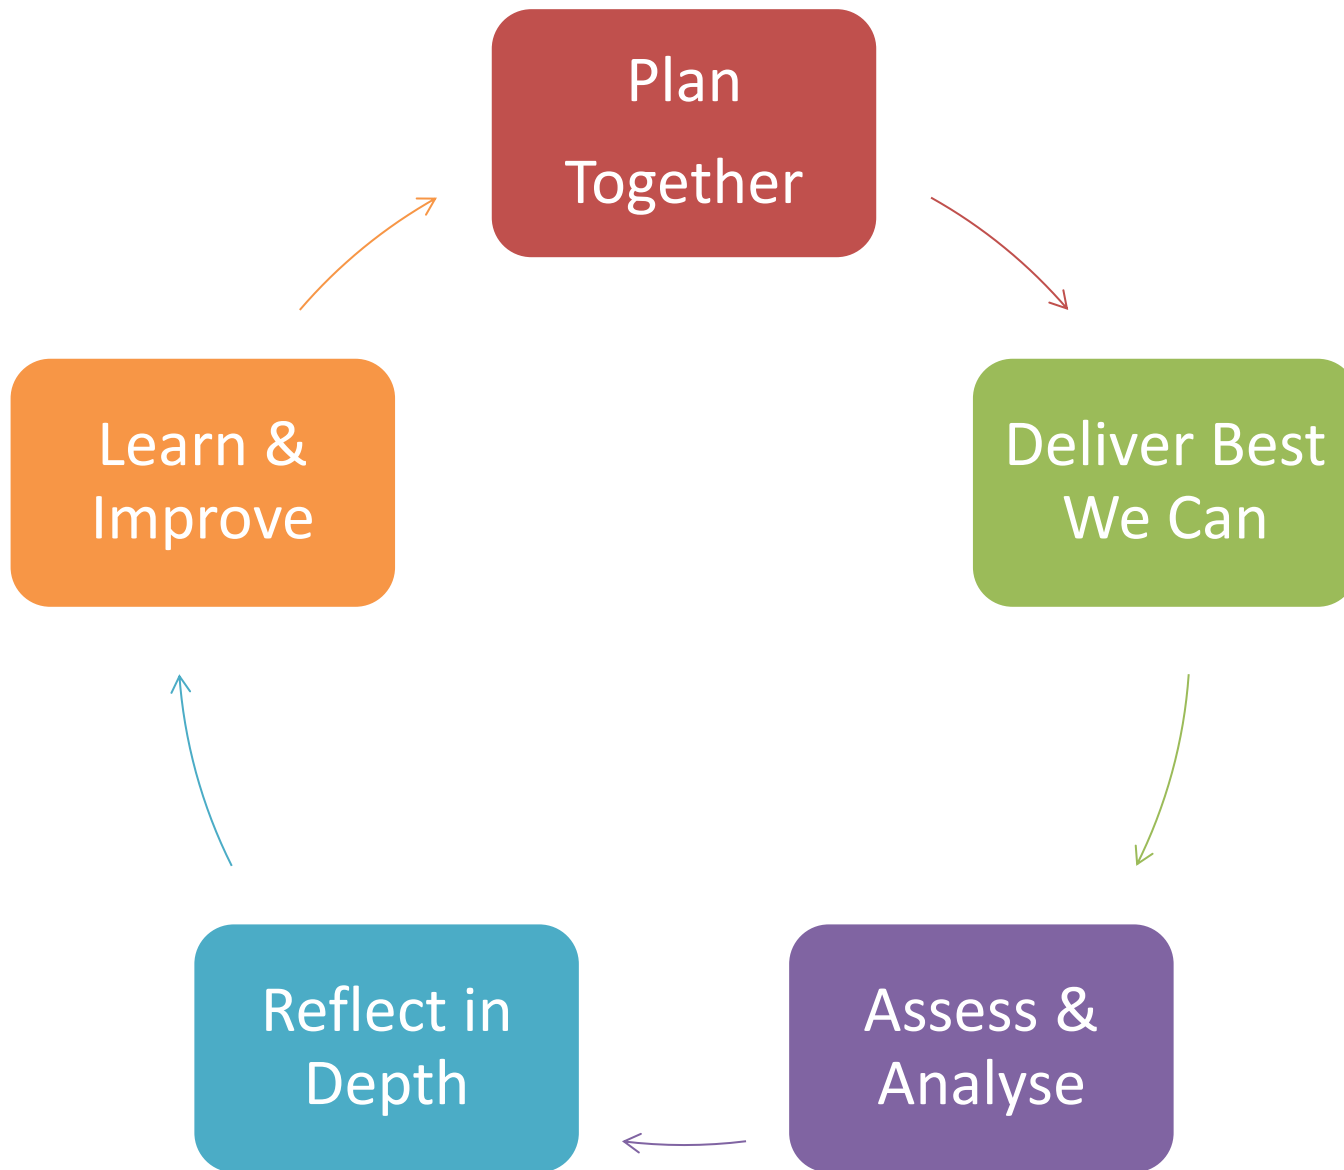 Plan
Together
Deliver Best
We Can
Assess &
Analyse
Reflect in
Depth
Learn &
Improve